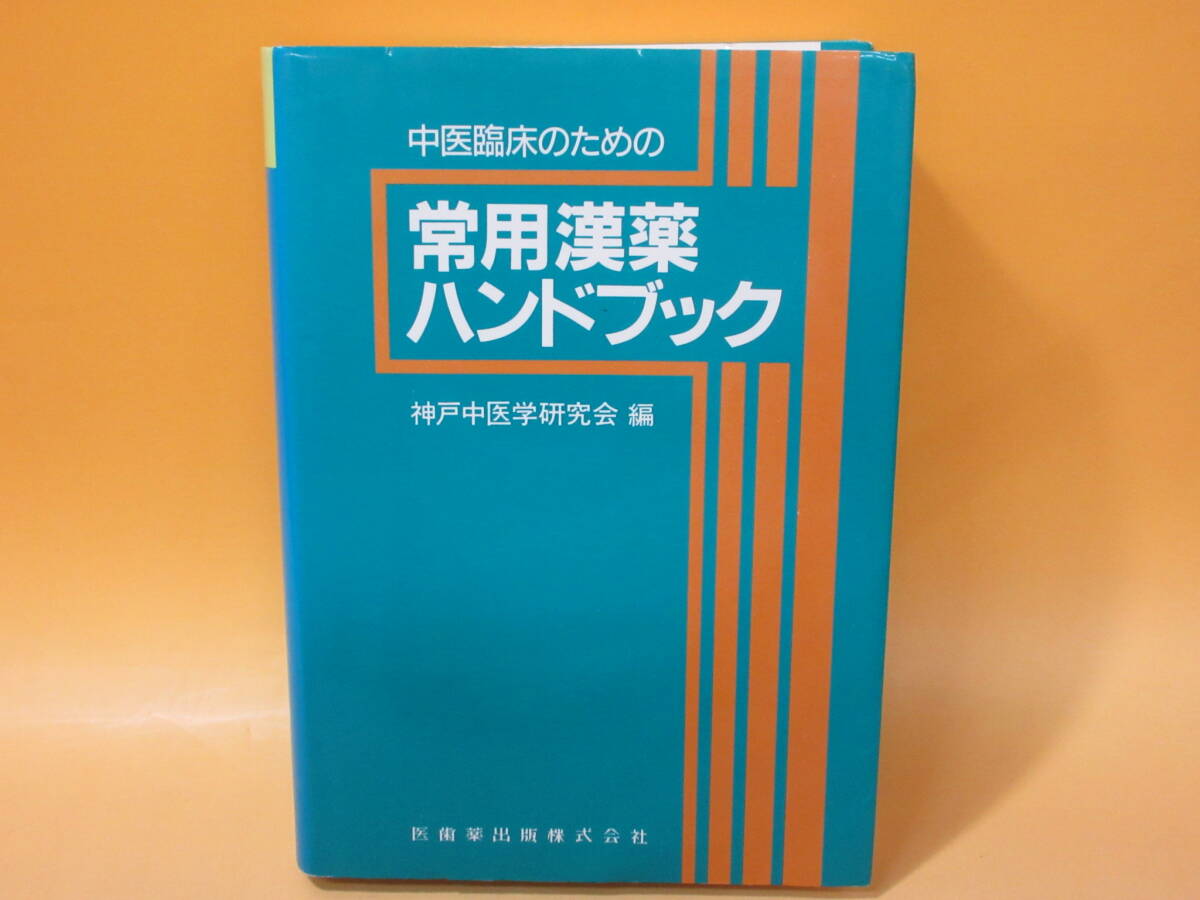 中医臨床のための
常用漢薬
ハンドブック
神戸中医学研究会 編
医歯薬出版株式会社